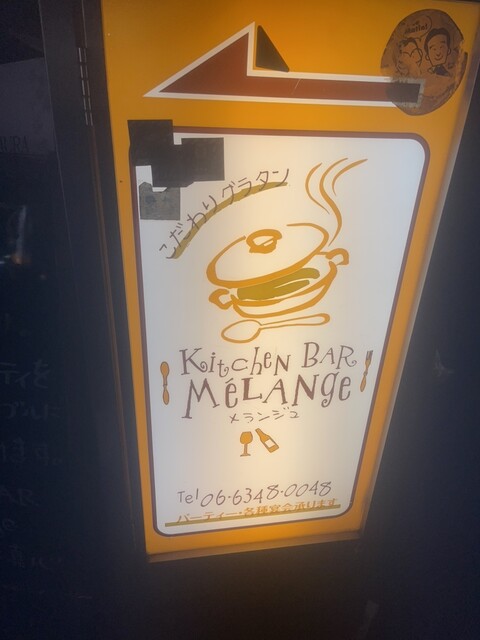 こだわりグラタン
Kitchen BAR
MéLANge
メランジュ
Tel 06・6348・0048
パーティー・各種宴会承ります